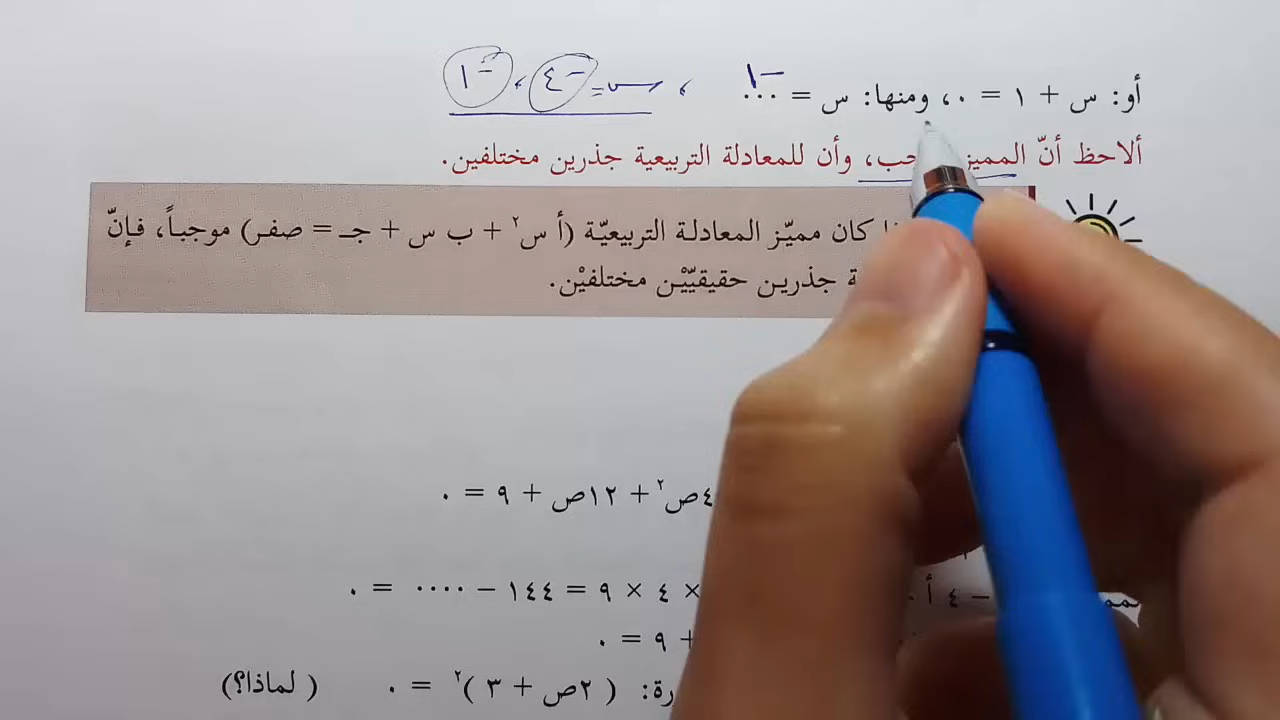 أو: س + ١ = ٠، ومنها: س = ... -١ ، س = -٤ ، -١
ألاحظ أنّ المميز وأن للمعادلة التربيعية جذرين مختلفين.
كان مميّز المعادلة التربيعيّة (أ س٢ + ب س + جـ = صفر) موجباً، فإنّ
جذرين حقيقيّيْن مختلفيْن.
٤ص٢ + ١٢ص + ٩ = ٠
- ٤ أ × ٤ × ٩ = ١٤٤ - ٠٠٠٠ = ٠
+ ٩ = ٠
(٢ص + ٣)٢ = ٠ (لماذا؟)